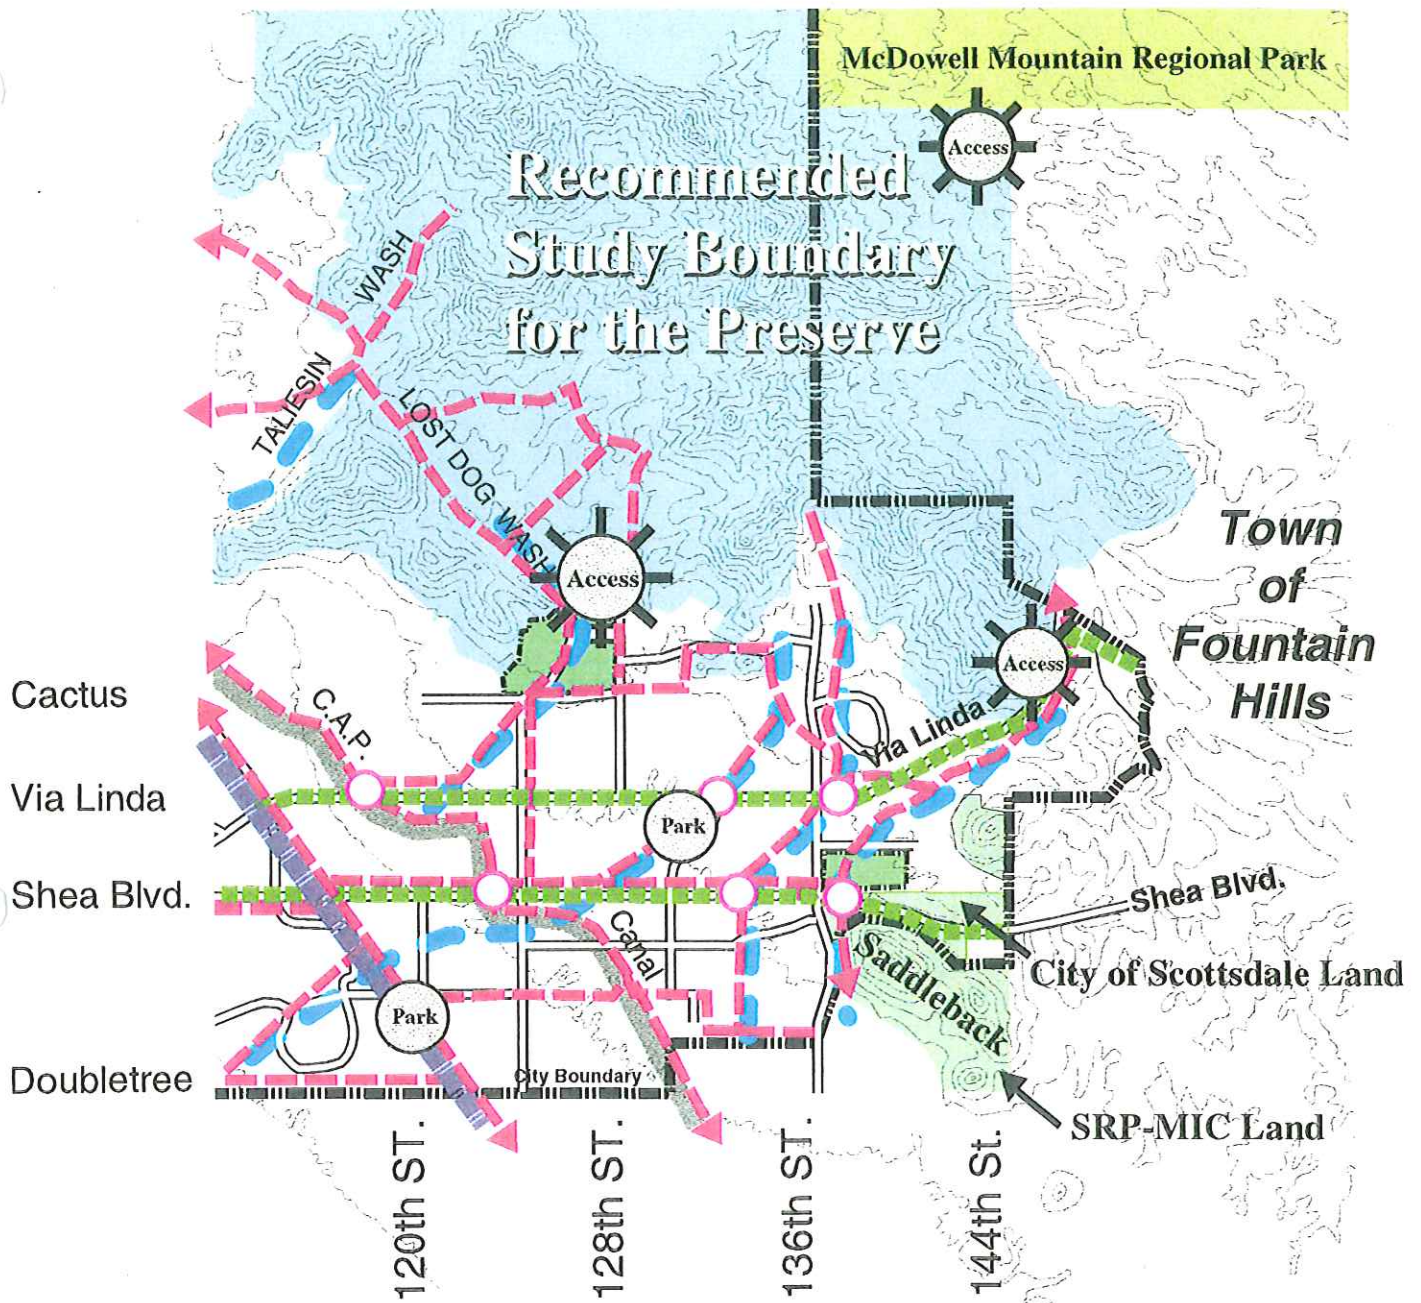 McDowell Mountain Regional Park
Access
Recommended
Study Boundary
for the Preserve
WASH
TALIESIN
LOST DOG WASH
Town
of
Fountain
Hills
Access
Access
Cactus
C.A.P.
Via Linda
Via Linda
Park
Shea Blvd.
Shea Blvd.
Canal
Saddleback
City of Scottsdale Land
Park
Doubletree
City Boundary
SRP-MIC Land
120th ST.
128th ST.
136th ST.
144th St.